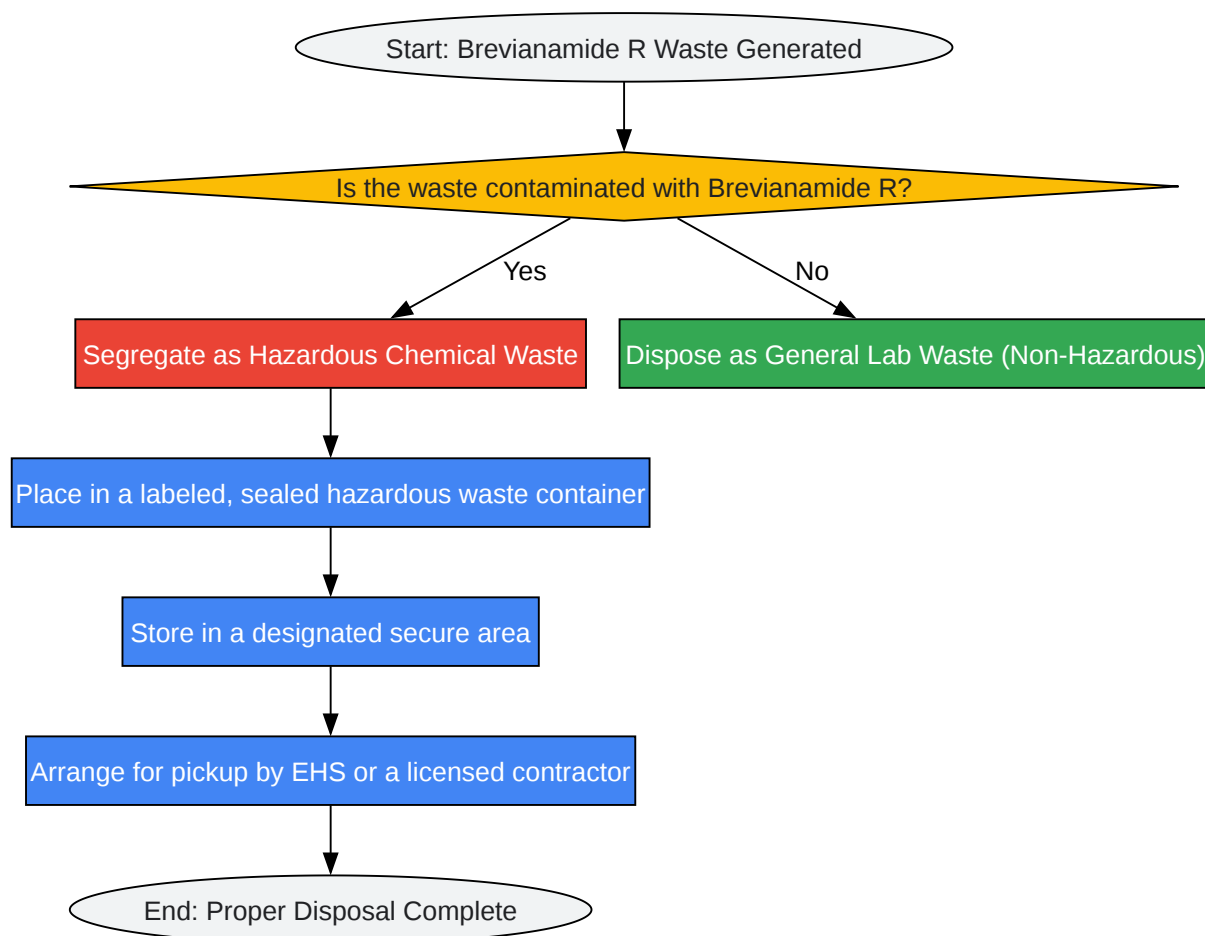 Start: Brevianamide R Waste Generated
Is the waste contaminated with Brevianamide R?
Yes
No
Segregate as Hazardous Chemical Waste
Dispose as General Lab Waste (Non-Hazardous)
Place in a labeled, sealed hazardous waste container
Store in a designated secure area
Arrange for pickup by EHS or a licensed contractor
End: Proper Disposal Complete